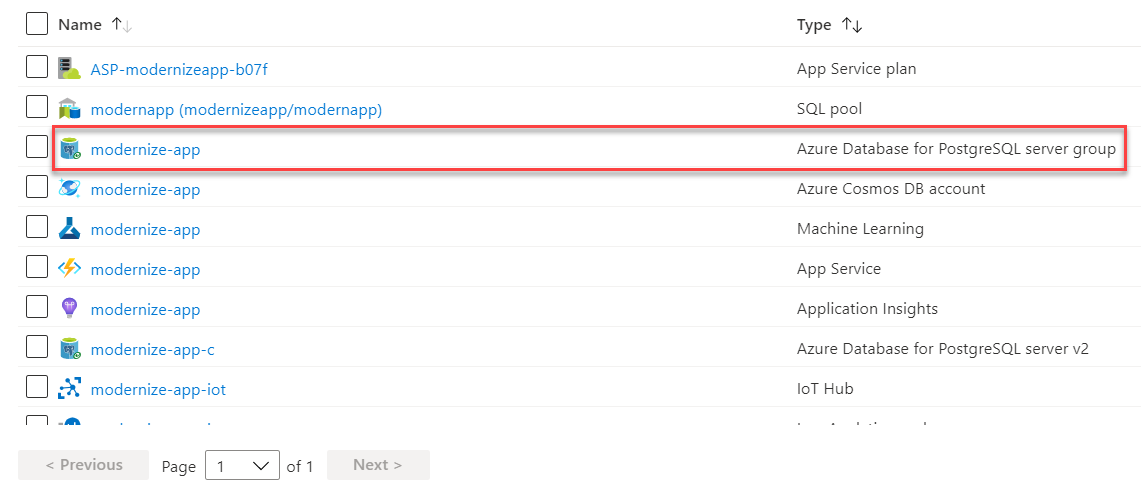 Name ↑↓ Type ↑↓
ASP-modernizeapp-b07f App Service plan
modernapp (modernizeapp/modernapp) SQL pool
modernize-app Azure Database for PostgreSQL server group
modernize-app Azure Cosmos DB account
modernize-app Machine Learning
modernize-app App Service
modernize-app Application Insights
modernize-app-c Azure Database for PostgreSQL server v2
modernize-app-iot IoT Hub
< Previous Page 1 of 1 Next >